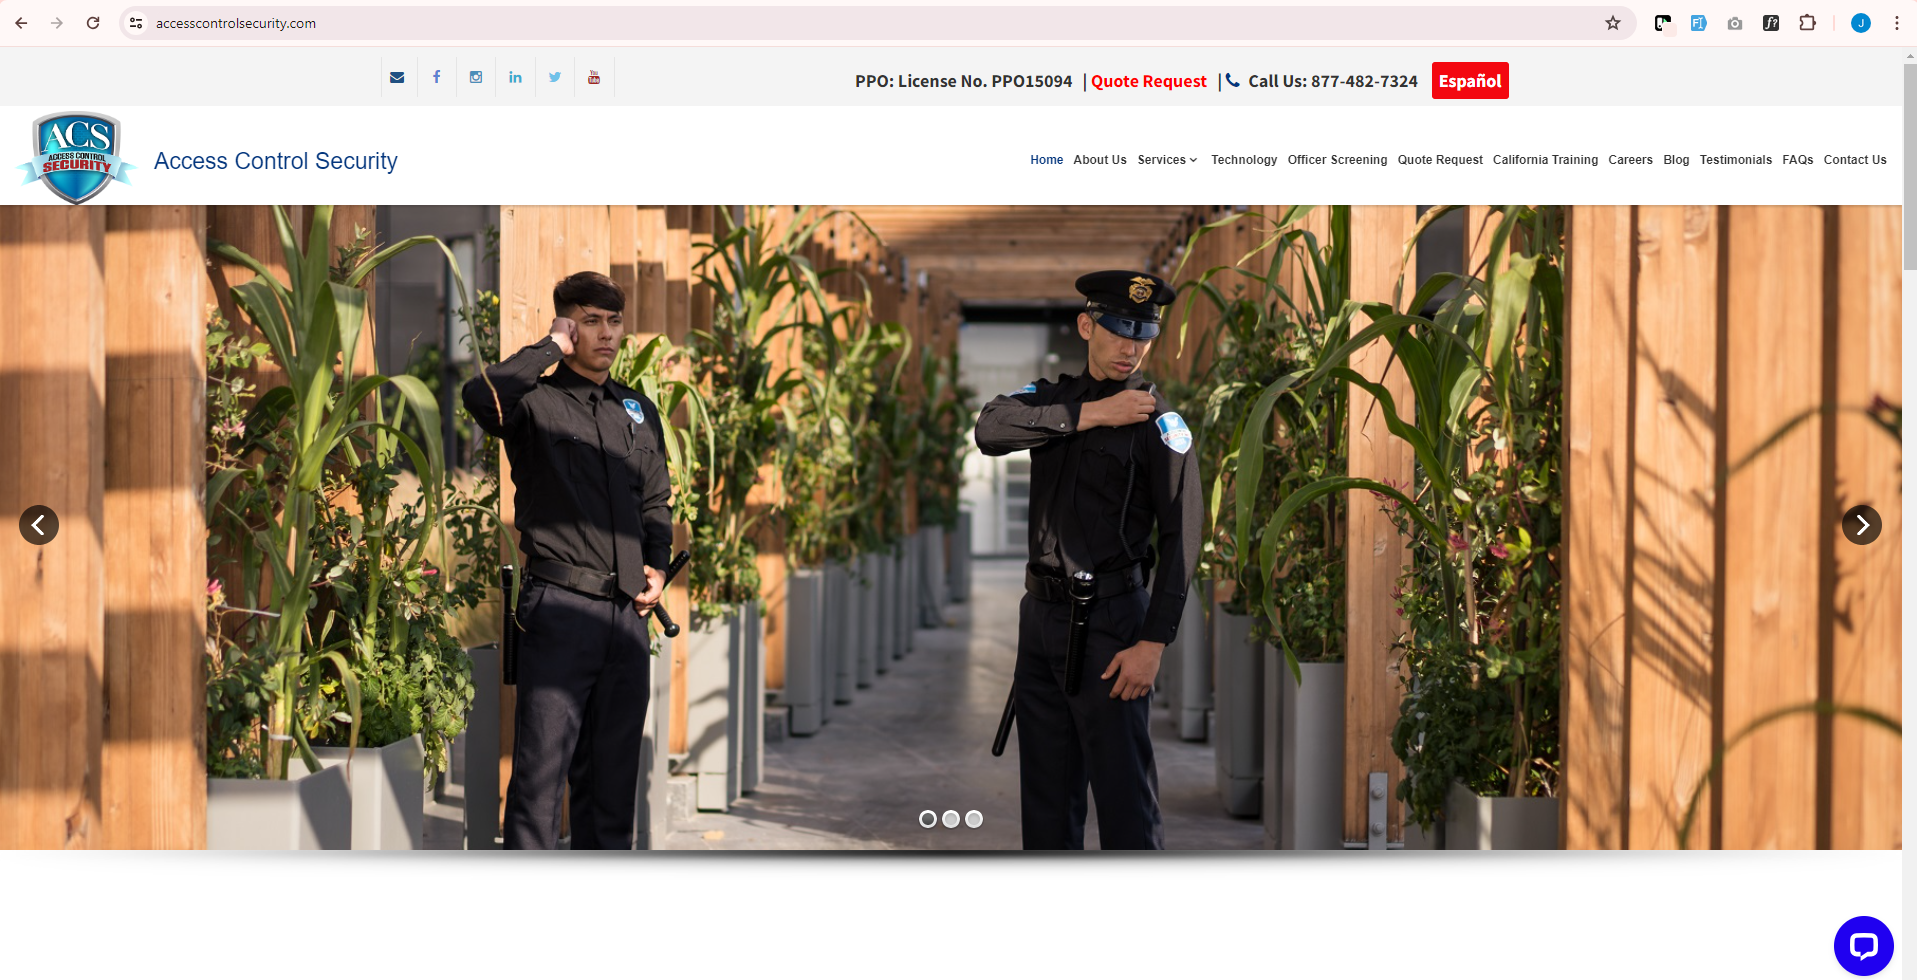 accesscontrolsecurity.com
J
PPO: License No. PPO15094 | Quote Request | Call Us: 877-482-7324 Español
ACS
ACCESS CONTROL
SECURITY
Access Control Security
Home About Us Services Technology Officer Screening Quote Request California Training Careers Blog Testimonials FAQs Contact Us